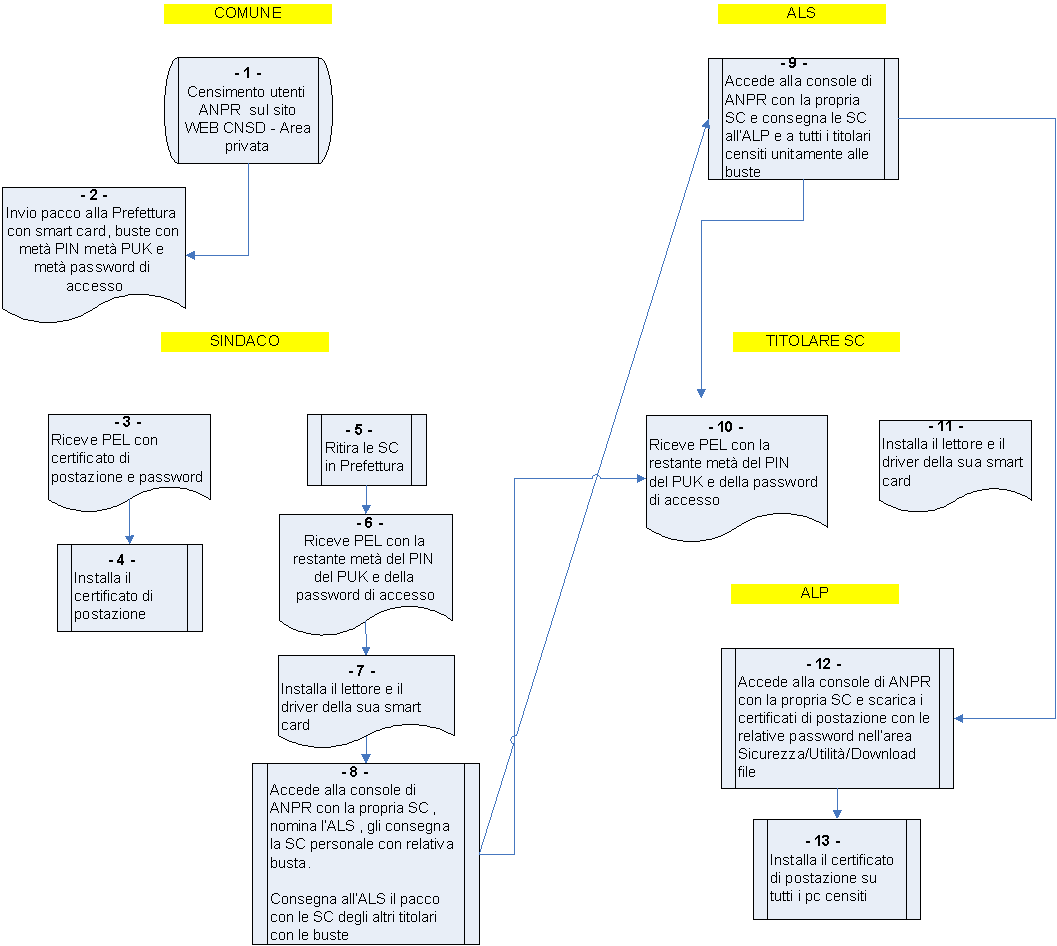 COMUNE
- 1 -
Censimento utenti
ANPR sul sito
WEB CNSD - Area
privata
- 2 -
Invio pacco alla Prefettura
con smart card, buste con
metà PIN metà PUK e
metà password di
accesso
SINDACO
- 3 -
Riceve PEL con
certificato di
postazione e password
- 4 -
Installa il
certificato di
postazione
- 5 -
Ritira le SC
in Prefettura
- 6 -
Riceve PEL con la
restante metà del PIN
del PUK e della
password di accesso
- 7 -
Installa il lettore e il
driver della sua smart
card
- 8 -
Accede alla console di
ANPR con la propria SC ,
nomina l'ALS , gli consegna
la SC personale con relativa
busta.
Consegna all'ALS il pacco
con le SC degli altri titolari
con le buste
ALS
- 9 -
Accede alla console di
ANPR con la propria
SC e consegna le SC
all'ALP e a tutti i titolari
censiti unitamente alle
buste
TITOLARE SC
- 10 -
Riceve PEL con la
restante metà del PIN
del PUK e della password
di accesso
- 11 -
Installa il lettore e il
driver della sua smart
card
ALP
- 12 -
Accede alla console di ANPR
con la propria SC e scarica i
certificati di postazione con le
relative password nell'area
Sicurezza/Utilità/Download
file
- 13 -
Installa il certificato
di postazione su
tutti i pc censiti